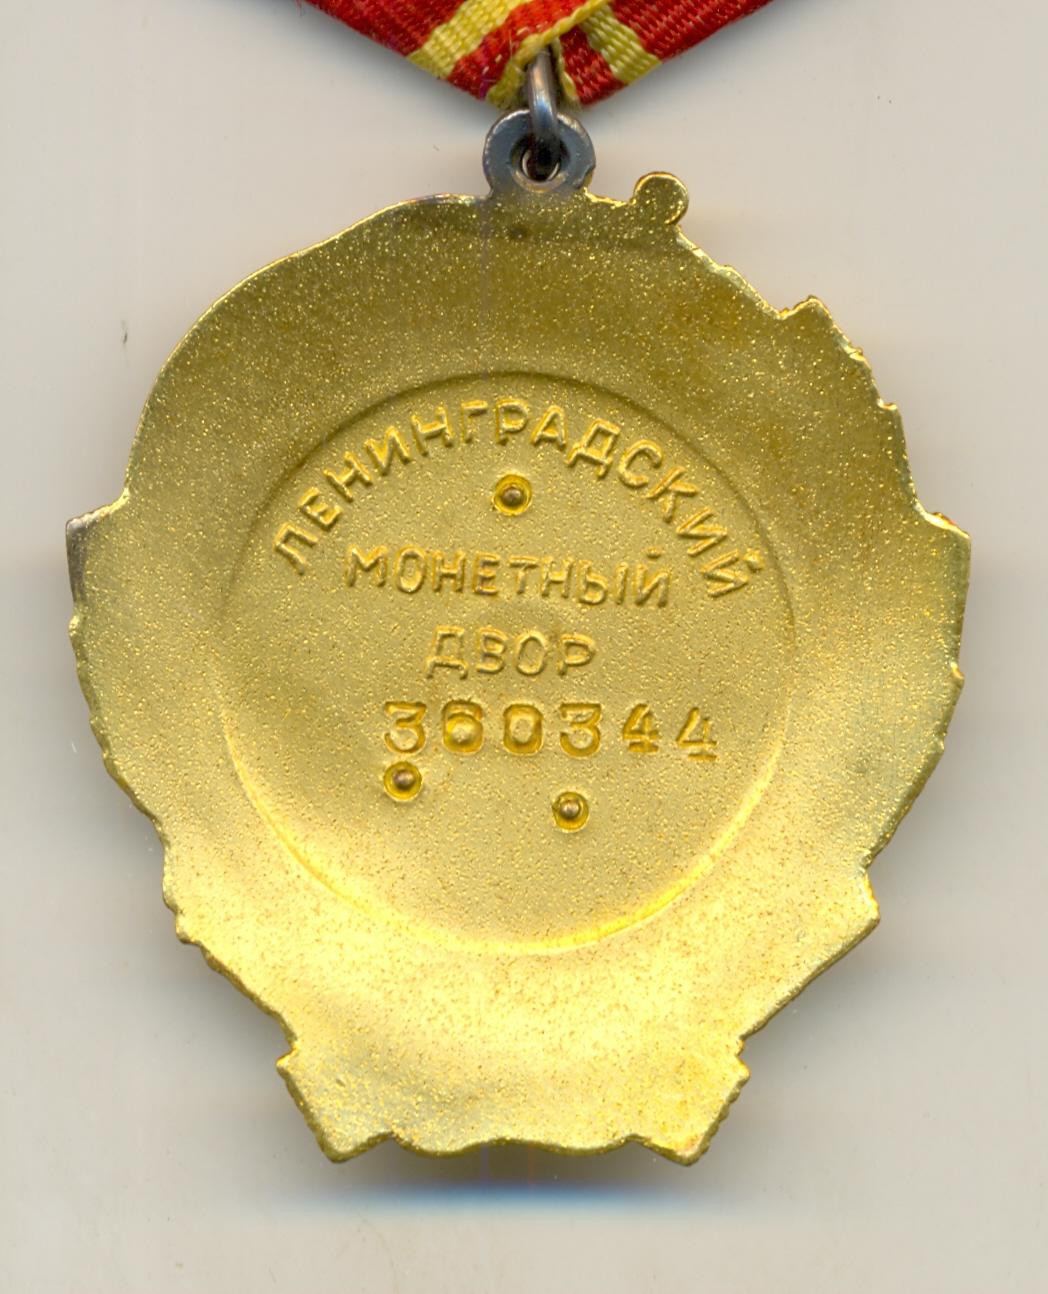 ЛЕНИНГРАДСКИЙ
МОНЕТНЫЙ
ДВОР
360344